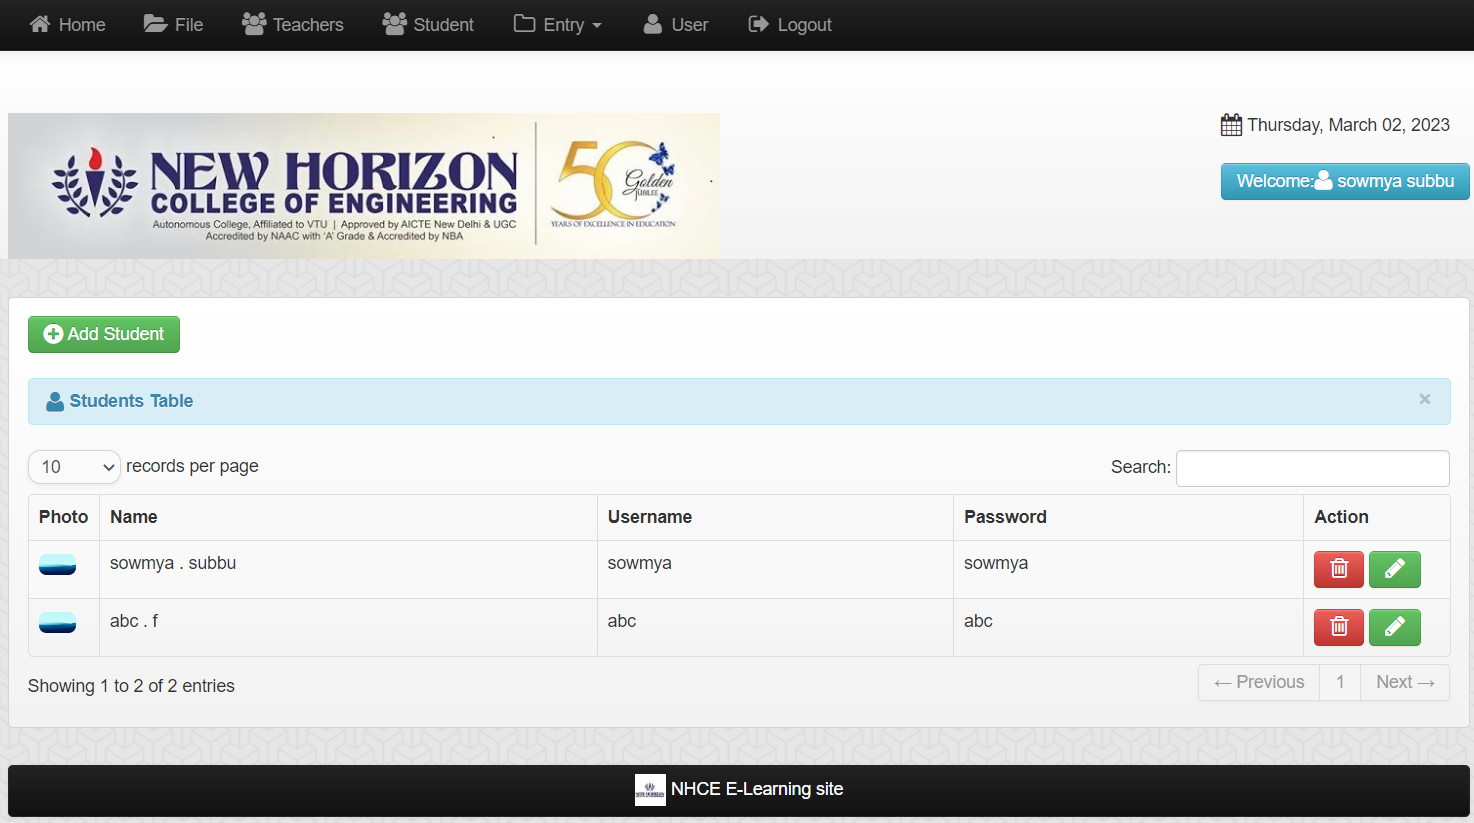 Home File Teachers Student Entry User Logout
Thursday, March 02, 2023
NEW HORIZON
COLLEGE OF ENGINEERING
Autonomous College, Affiliated to VTU | Approved by AICTE New Delhi & UGC
Accredited by NAAC with 'A' Grade & Accredited by NBA
50
Golden
JUBILEE
YEARS OF EXCELLENCE IN EDUCATION
Welcome: sowmya subbu
Add Student
Students Table ×
10 records per page Search:
Photo Name Username Password Action
sowmya . subbu sowmya sowmya
abc . f abc abc
Showing 1 to 2 of 2 entries ← Previous 1 Next →
NEW HORIZON NHCE E-Learning site